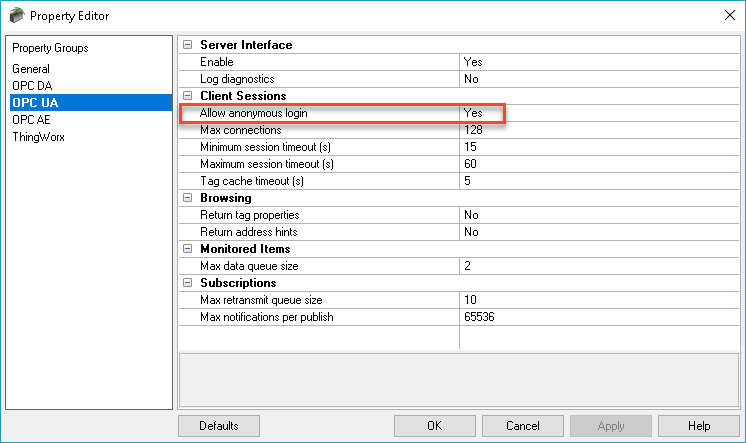 Property Editor
Property Groups
General
OPC DA
OPC UA
OPC AE
ThingWorx
Server Interface
Enable Yes
Log diagnostics No
Client Sessions
Allow anonymous login Yes
Max connections 128
Minimum session timeout (s) 15
Maximum session timeout (s) 60
Tag cache timeout (s) 5
Browsing
Return tag properties No
Return address hints No
Monitored Items
Max data queue size 2
Subscriptions
Max retransmit queue size 10
Max notifications per publish 65536
Defaults OK Cancel Apply Help